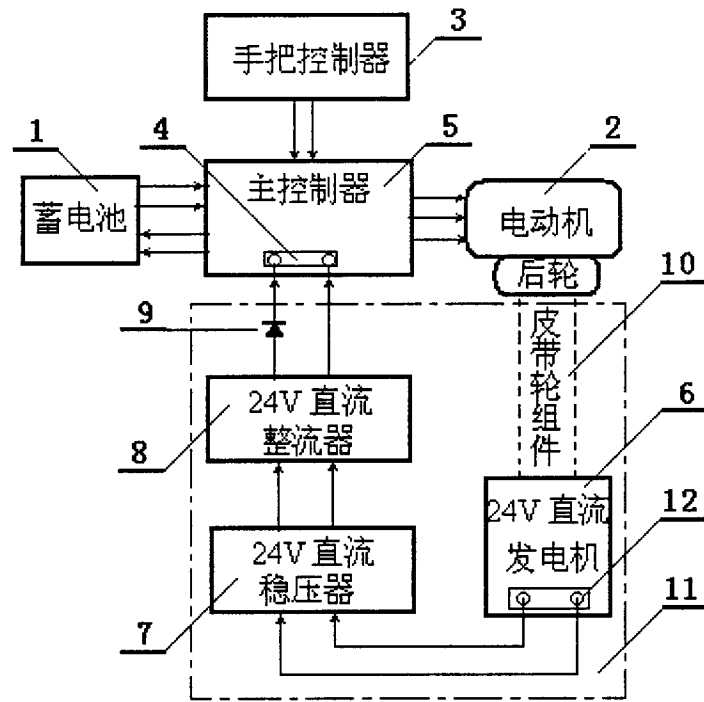 3
手把控制器
4
5
1
2
主控制器
蓄电池
电动机
后轮
10
9
皮
带
轮
组
件
6
24V 直流
整流器
8
24V 直流
发电机
12
24V 直流
稳压器
7
11